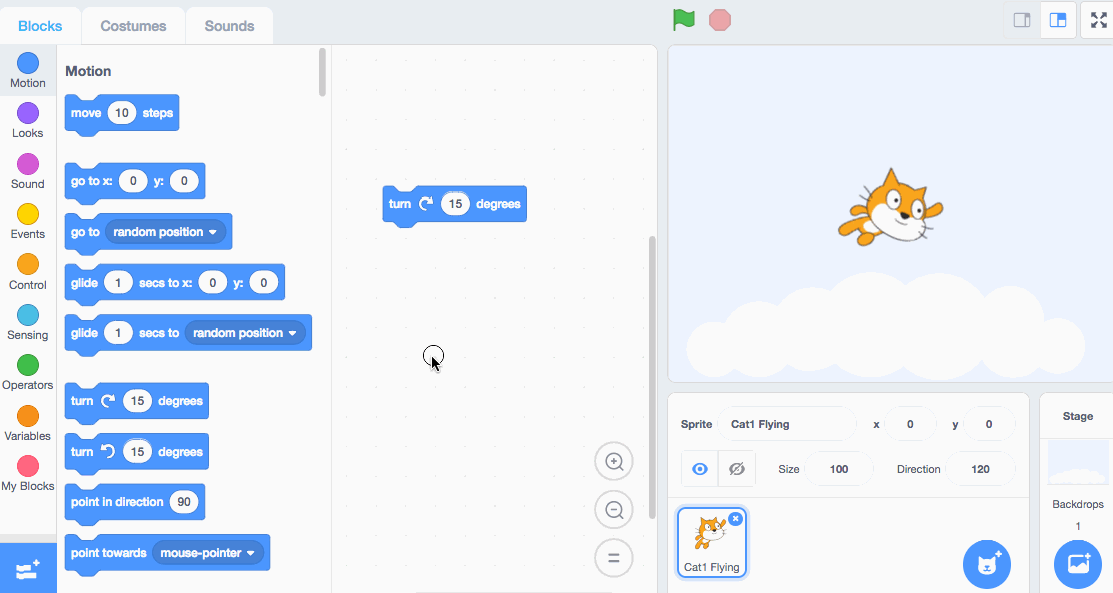 Blocks
Costumes
Sounds
Motion
Looks
Sound
Events
Control
Sensing
Operators
Variables
My Blocks
Motion
move 10 steps
go to x: 0 y: 0
go to random position
glide 1 secs to x: 0 y: 0
glide 1 secs to random position
turn 15 degrees
turn 15 degrees
point in direction 90
point towards mouse-pointer
turn 15 degrees
Sprite Cat1 Flying x 0 y 0
Size 100 Direction 120
Cat1 Flying
Stage
Backdrops
1